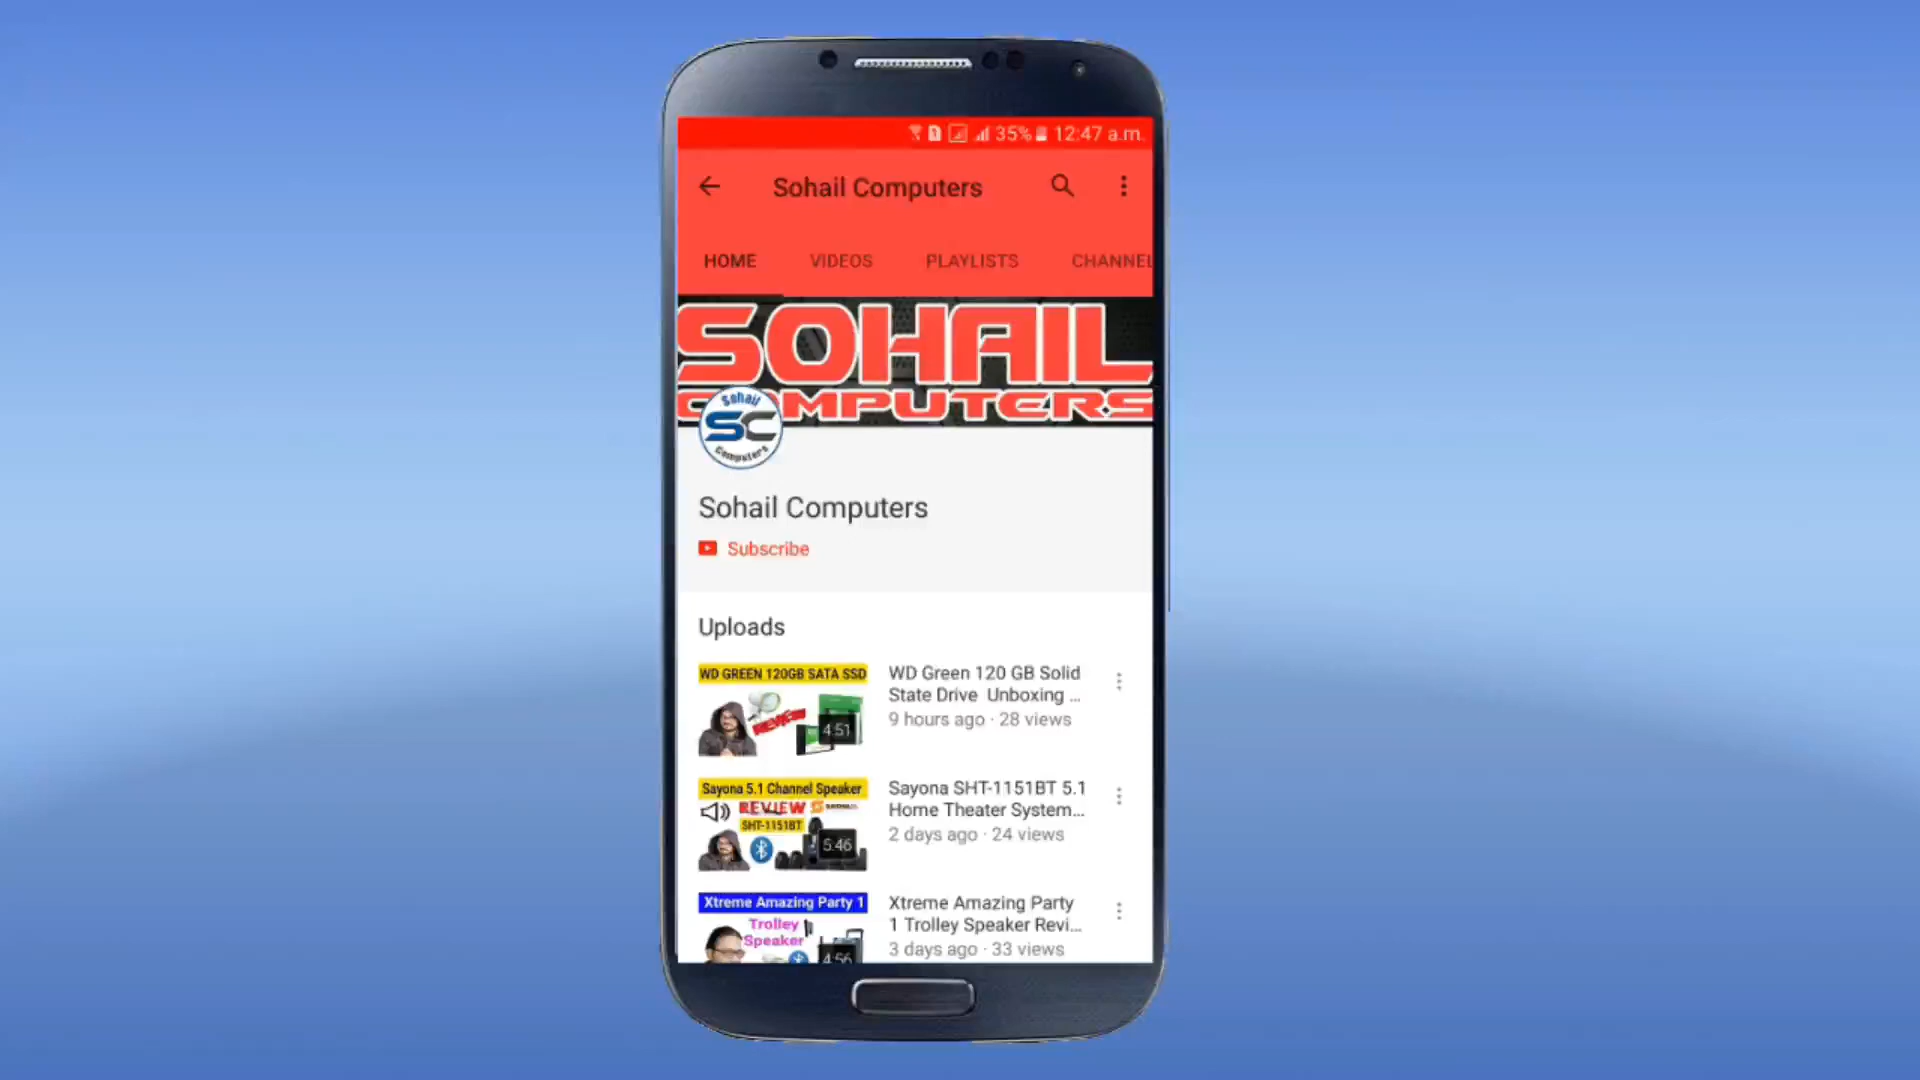 35% 12:47 a.m.
Sohail Computers
HOME VIDEOS PLAYLISTS CHANNEL
SOHAIL
COMPUTERS
Sohail
SC
Computers
Sohail Computers
Subscribe
Uploads
WD GREEN 120GB SATA SSD
REVIEW
4:51
WD Green 120 GB Solid
State Drive Unboxing ...
9 hours ago · 28 views
Sayona 5.1 Channel Speaker
REVIEW
SHT-1151BT
5:46
Sayona SHT-1151BT 5.1
Home Theater System...
2 days ago · 24 views
Xtreme Amazing Party 1
Trolley
Speaker
4:56
Xtreme Amazing Party
1 Trolley Speaker Revi...
3 days ago · 33 views